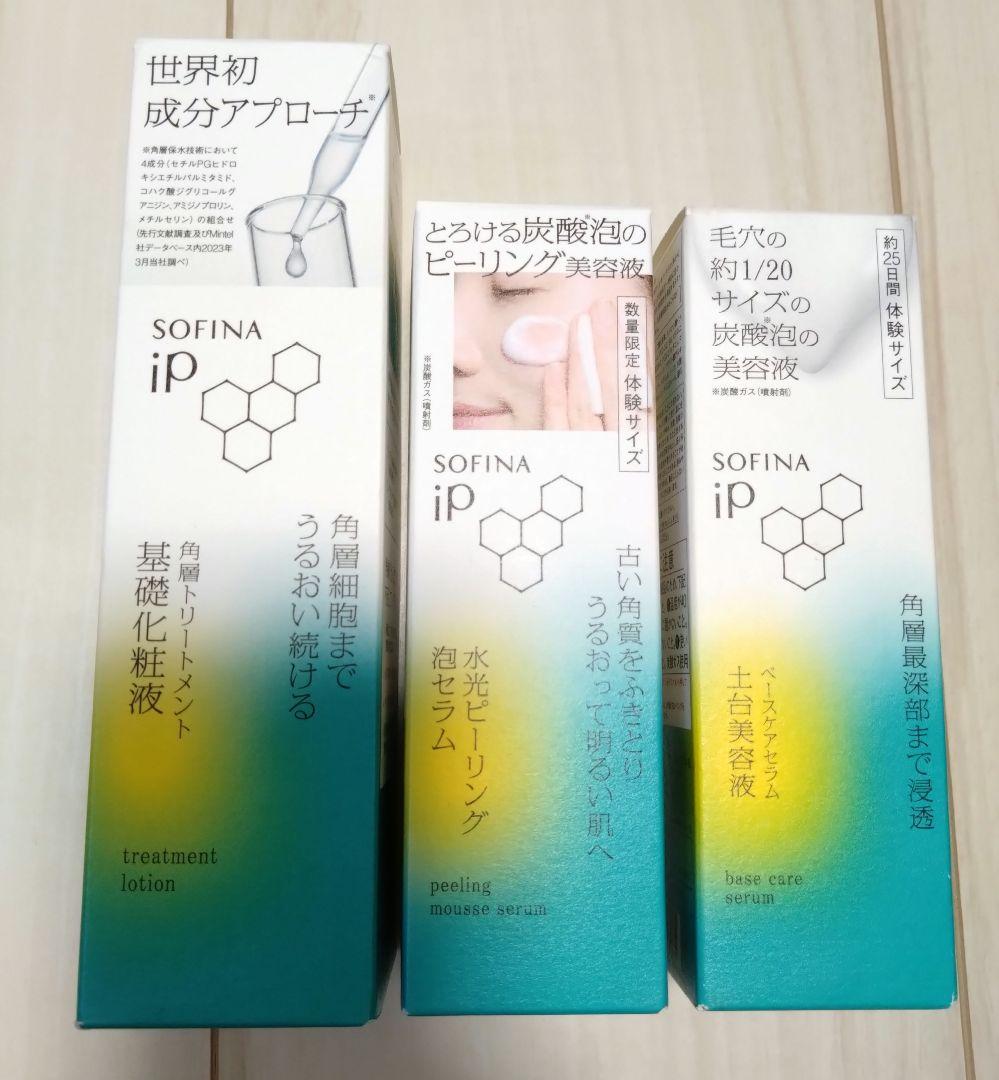 世界初
成分アプローチ※
※角層保水技術において
4成分(セチルPGヒドロ
キシエチルパルミタミド、
コハク酸ジグリコールグ
アニジン、アミジノプロリン、
メチルセリン)の組合せ
(先行文献調査及びMintel
社データベース内2023年
3月当社調べ)
SOFINA
iP
角層細胞まで
うるおい続ける
角層トリートメント
基礎化粧液
treatment
lotion
とろける炭酸※泡の
ピーリング美容液
数量限定 体験サイズ
※炭酸ガス(噴射剤)
SOFINA
iP
古い角質をふきとり
うるおって明るい肌へ
水光ピーリング
泡セラム
peeling
mousse serum
毛穴の
約1/20
サイズの
炭酸※泡の
美容液
※炭酸ガス(噴射剤)
約25日間 体験サイズ
SOFINA
iP
角層最深部まで浸透
ベースケアセラム
土台美容液
base care
serum